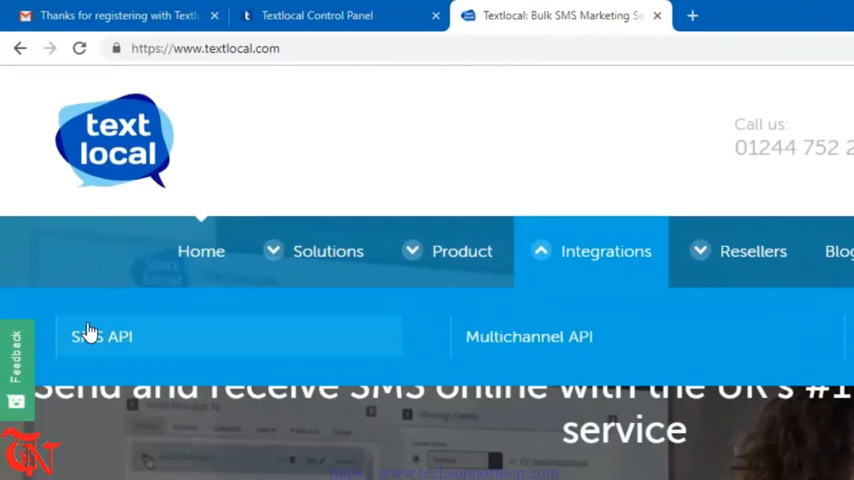 Thanks for registering with Textl
Textlocal Control Panel
Textlocal: Bulk SMS Marketing Se
https://www.textlocal.com
text
local
Call us:
01244 752 2
Home
Solutions
Product
Integrations
Resellers
Blog
SMS API
Multichannel API
Feedback
Send and receive SMS online with the UK's #1
service